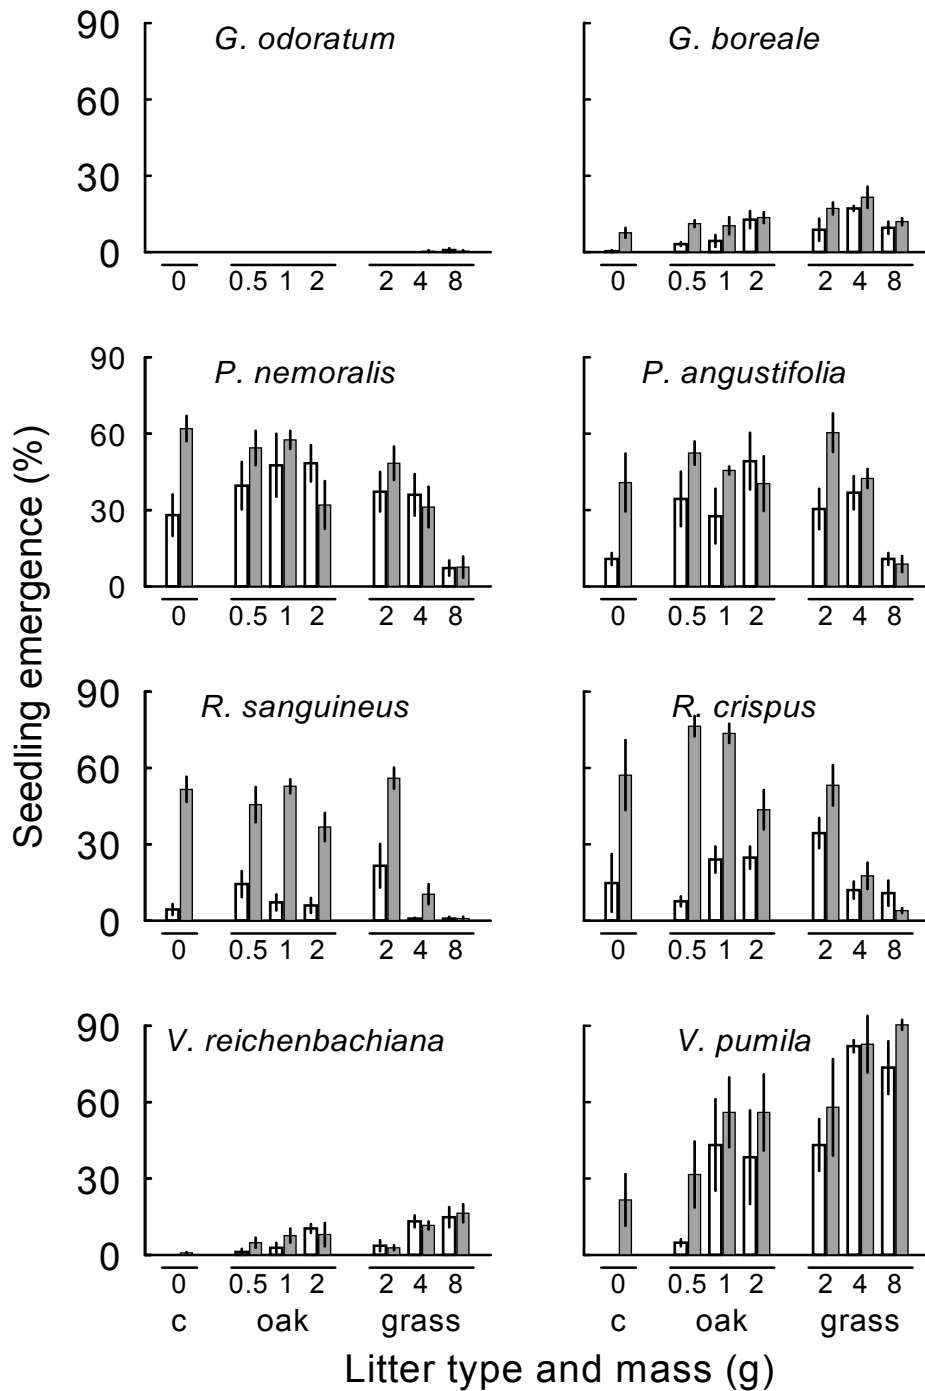 G. odoratum
G. boreale
90
60
30
0
0 0.5 1 2 2 4 8
0 0.5 1 2 2 4 8
P. nemoralis
P. angustifolia
90
60
30
0
0 0.5 1 2 2 4 8
0 0.5 1 2 2 4 8
Seedling emergence (%)
R. sanguineus
R. crispus
90
60
30
0
0 0.5 1 2 2 4 8
0 0.5 1 2 2 4 8
V. reichenbachiana
V. pumila
90
60
30
0
0 0.5 1 2 2 4 8
0 0.5 1 2 2 4 8
c oak grass
c oak grass
Litter type and mass (g)